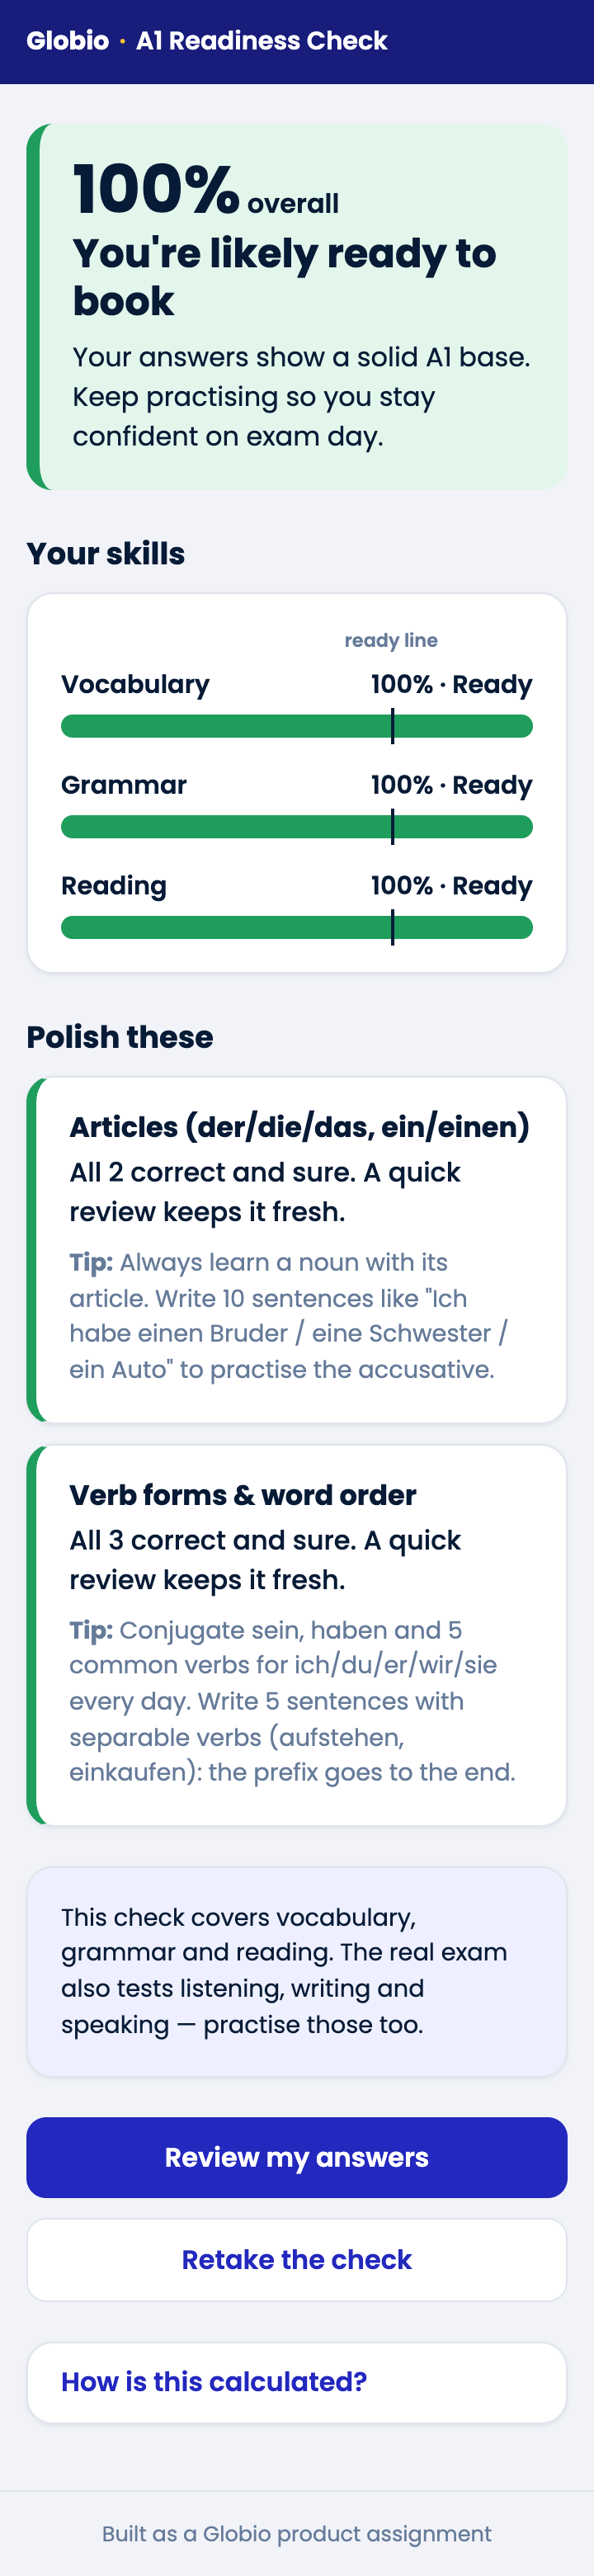 Globio · A1 Readiness Check
100% overall
You're likely ready to
book
Your answers show a solid A1 base.
Keep practising so you stay
confident on exam day.
Your skills
ready line
Vocabulary 100% · Ready
Grammar 100% · Ready
Reading 100% · Ready
Polish these
Articles (der/die/das, ein/einen)
All 2 correct and sure. A quick
review keeps it fresh.
Tip: Always learn a noun with its
article. Write 10 sentences like "Ich
habe einen Bruder / eine Schwester /
ein Auto" to practise the accusative.
Verb forms & word order
All 3 correct and sure. A quick
review keeps it fresh.
Tip: Conjugate sein, haben and 5
common verbs for ich/du/er/wir/sie
every day. Write 5 sentences with
separable verbs (aufstehen,
einkaufen): the prefix goes to the end.
This check covers vocabulary,
grammar and reading. The real exam
also tests listening, writing and
speaking — practise those too.
Review my answers
Retake the check
How is this calculated?
Built as a Globio product assignment